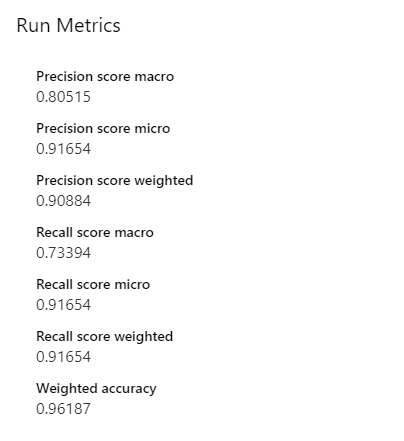 Run Metrics
Precision score macro
0.80515
Precision score micro
0.91654
Precision score weighted
0.90884
Recall score macro
0.73394
Recall score micro
0.91654
Recall score weighted
0.91654
Weighted accuracy
0.96187